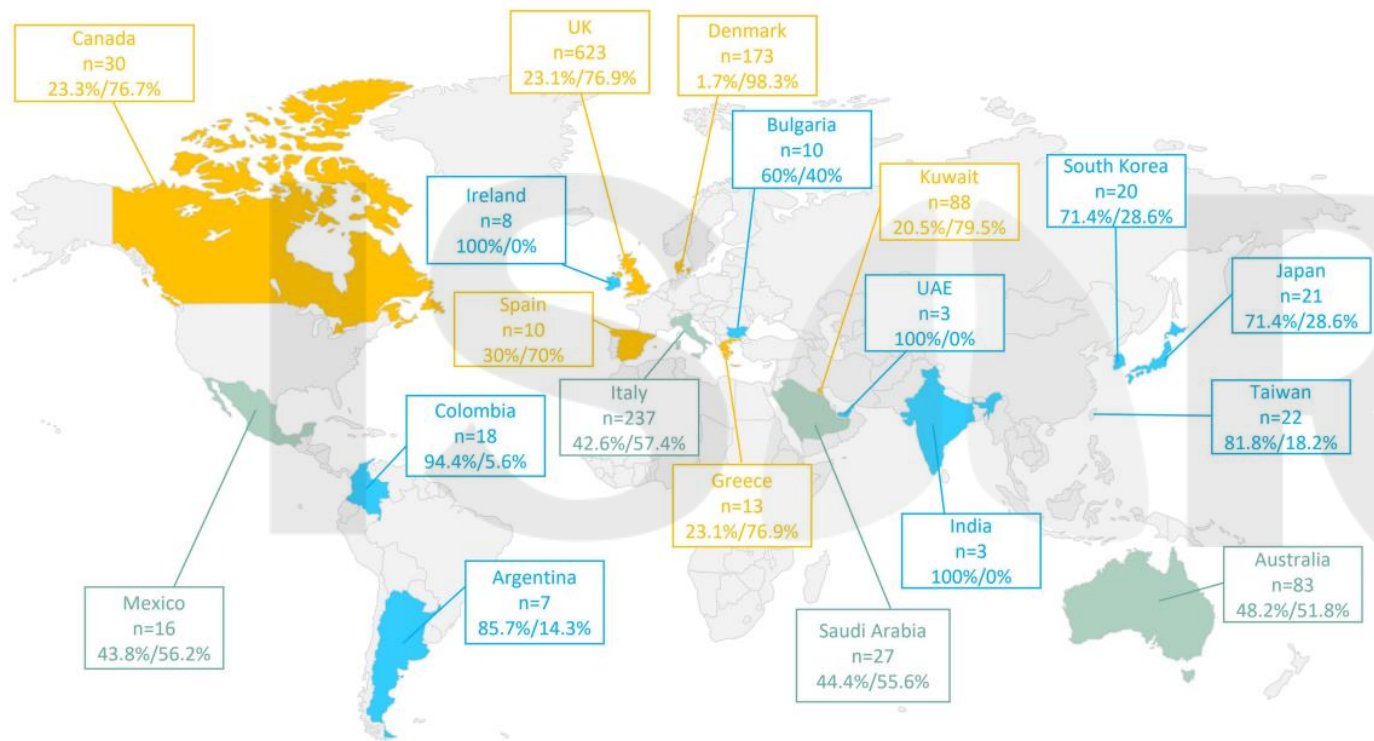 Canada
n=30
23.3%/76.7%
UK
n=623
23.1%/76.9%
Denmark
n=173
1.7%/98.3%
Bulgaria
n=10
60%/40%
Ireland
n=8
100%/0%
Kuwait
n=88
20.5%/79.5%
South Korea
n=20
71.4%/28.6%
Japan
n=21
71.4%/28.6%
UAE
n=3
100%/0%
Spain
n=10
30%/70%
Italy
n=237
42.6%/57.4%
Taiwan
n=22
81.8%/18.2%
Colombia
n=18
94.4%/5.6%
Greece
n=13
23.1%/76.9%
India
n=3
100%/0%
Australia
n=83
48.2%/51.8%
Argentina
n=7
85.7%/14.3%
Mexico
n=16
43.8%/56.2%
Saudi Arabia
n=27
44.4%/55.6%